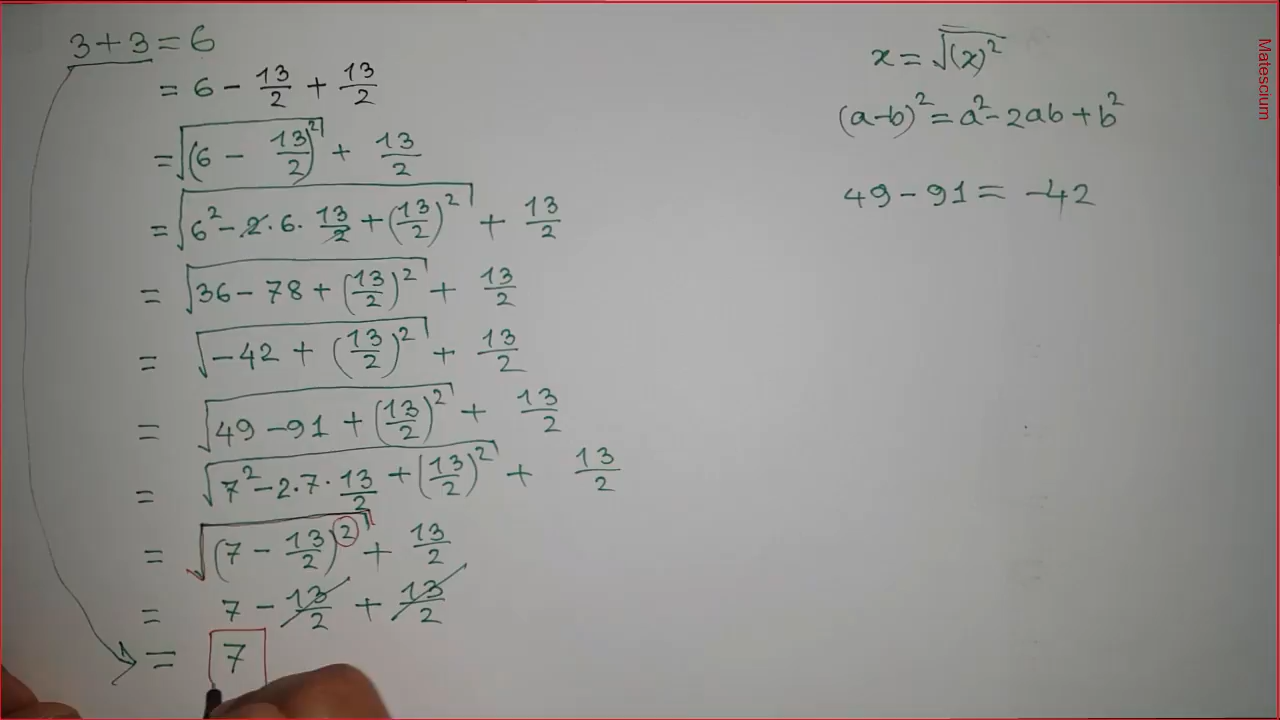 3+3=6
= 6 - 13/2 + 13/2
= √(6 - 13/2)² + 13/2
= √6² - 2·6·13/2 + (13/2)² + 13/2
= √36 - 78 + (13/2)² + 13/2
= √-42 + (13/2)² + 13/2
= √49 - 91 + (13/2)² + 13/2
= √7² - 2·7·13/2 + (13/2)² + 13/2
= √(7 - 13/2)² + 13/2
= 7 - 13/2 + 13/2
= 7
x = √(x)²
(a-b)² = a² - 2ab + b²
49 - 91 = -42
Matescium